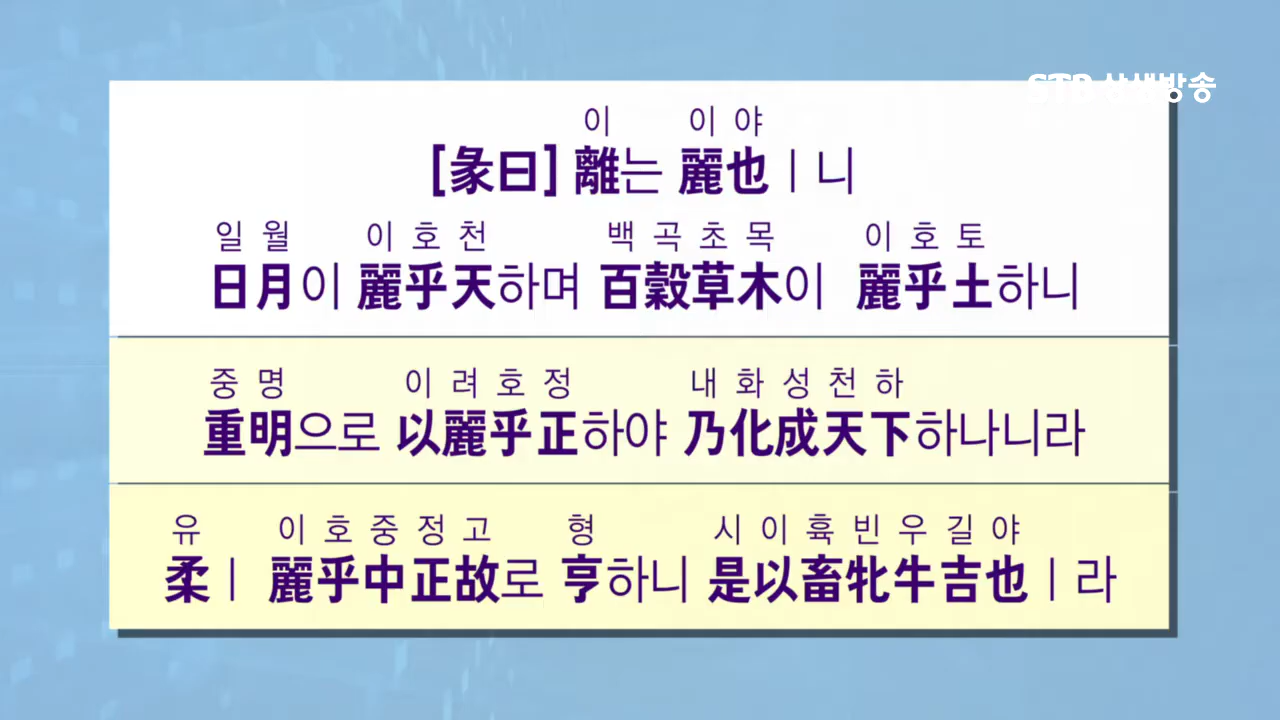 STB 상생방송
이 이 야
[彖曰] 離는 麗也ㅣ니
일 월 이 호 천 백 곡 초 목 이 호 토
日月이 麗乎天하며 百穀草木이 麗乎土하니
중 명 이 려 호 정 내 화 성 천 하
重明으로 以麗乎正하야 乃化成天下하나니라
유 이 호 중 정 고 형 시 이 휵 빈 우 길 야
柔ㅣ 麗乎中正故로 亨하니 是以畜牝牛吉也ㅣ라